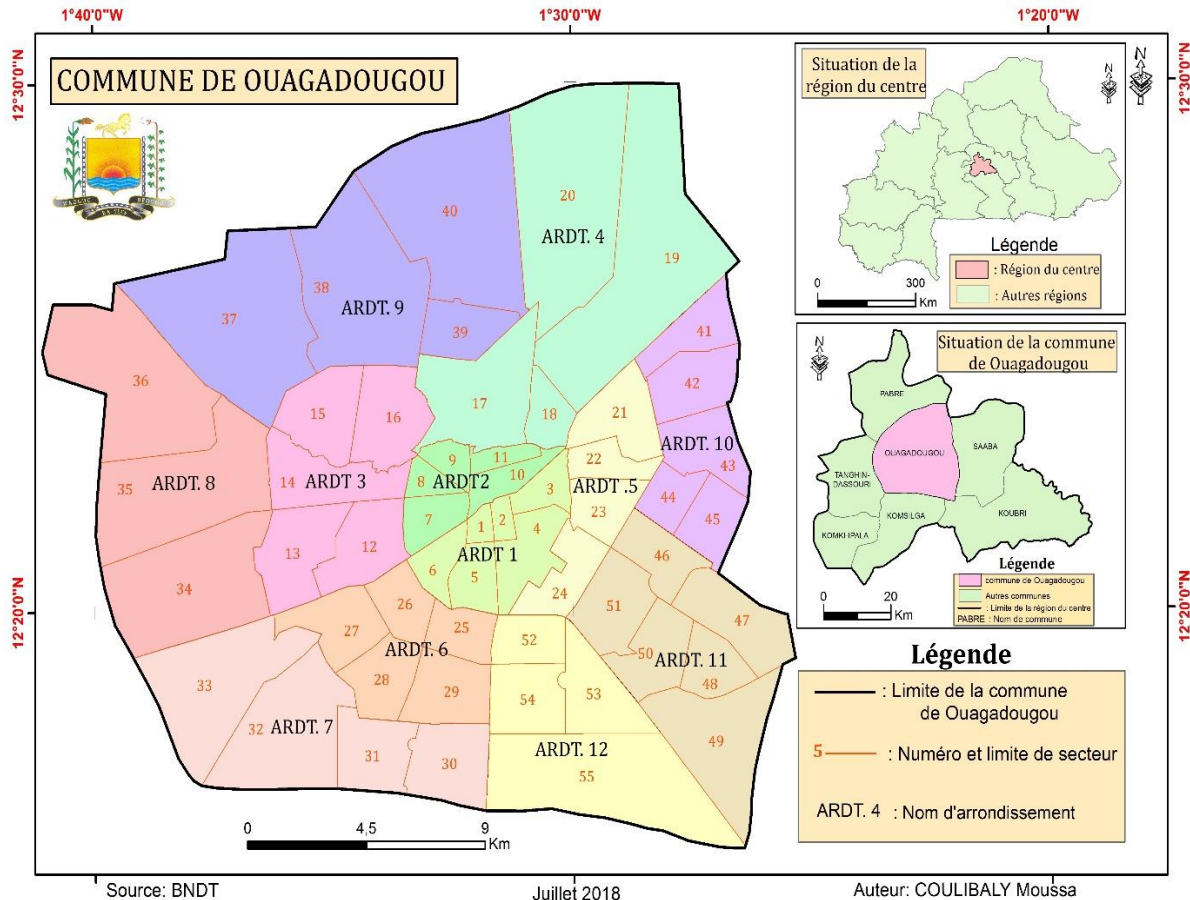 1°40'0"W
1°30'0"W
1°20'0"W
12°30'0"N
12°30'0"N
12°20'0"N
12°20'0"N
COMMUNE DE OUAGADOUGOU
LA NUIT
40
20
ARDT. 4
19
38
ARDT. 9
37
39
41
36
42
17
18
15
16
21
ARDT. 10
43
9
11
22
10
8
ARDT2
14
ARDT 3
ARDT .5
35
ARDT. 8
3
44
45
7
23
1
2
4
13
12
ARDT 1
46
6
5
34
24
26
51
47
27
25
52
ARDT. 6
50
ARDT. 11
33
28
29
48
54
53
32
ARDT. 7
49
31
30
ARDT. 12
55
0
4,5
9
Km
Situation de la
région du centre
N
N
Légende
: Région du centre
: Autres régions
0
300
Km
Situation de la commune
de Ouagadougou
N
PABRE
OUAGADOUGOU
SAABA
TANGHIN-
DASSOURI
KOMSILGA
KOUBRI
KOMKHPALA
Légende
commune de Ouagadougou
Autres communes
: Limite de la région du centre
PABRE : Nom de commune
0
20
Km
Légende
: Limite de la commune
de Ouagadougou
5 : Numéro et limite de secteur
ARDT. 4 : Nom d'arrondissement
Source: BNDT
Juillet 2018
Auteur: COULIBALY Moussa